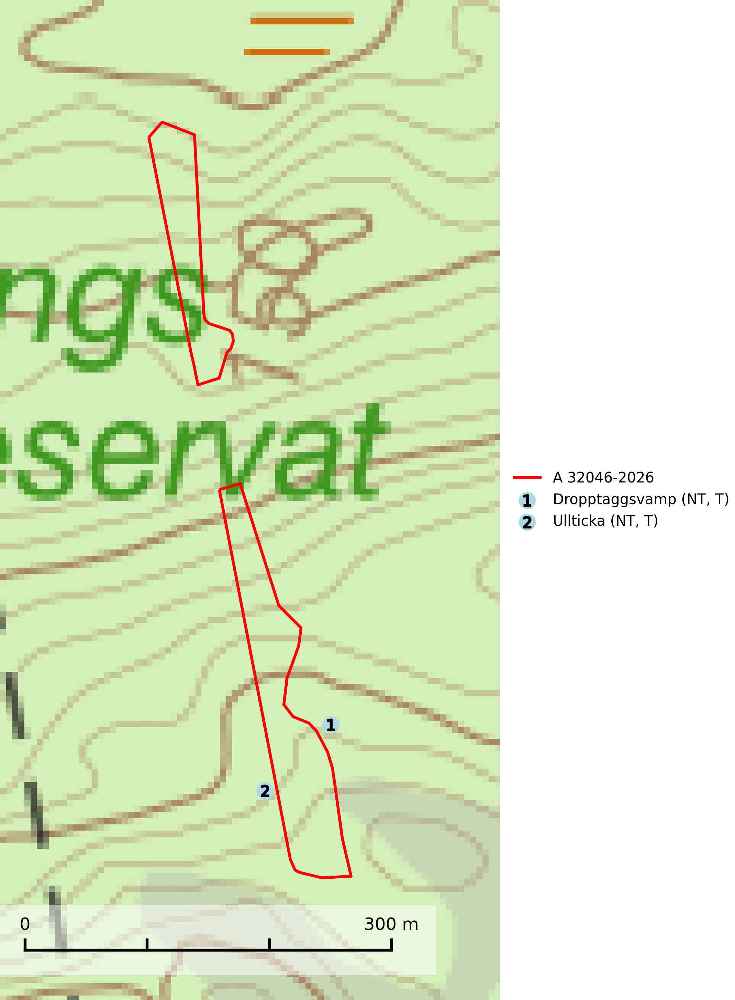 ngs
servat
A 32046-2026
1 Dropptaggsvamp (NT, T)
2 Ullticka (NT, T)
1
2
0 300 m